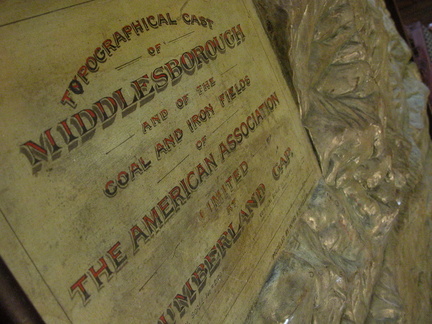 TOPOGRAPHICAL CAST
OF
MIDDLESBOROUGH
AND OF THE
COAL AND IRON FIELDS
OF
THE AMERICAN ASSOCIATION
LIMITED
UMBERLAND GAP